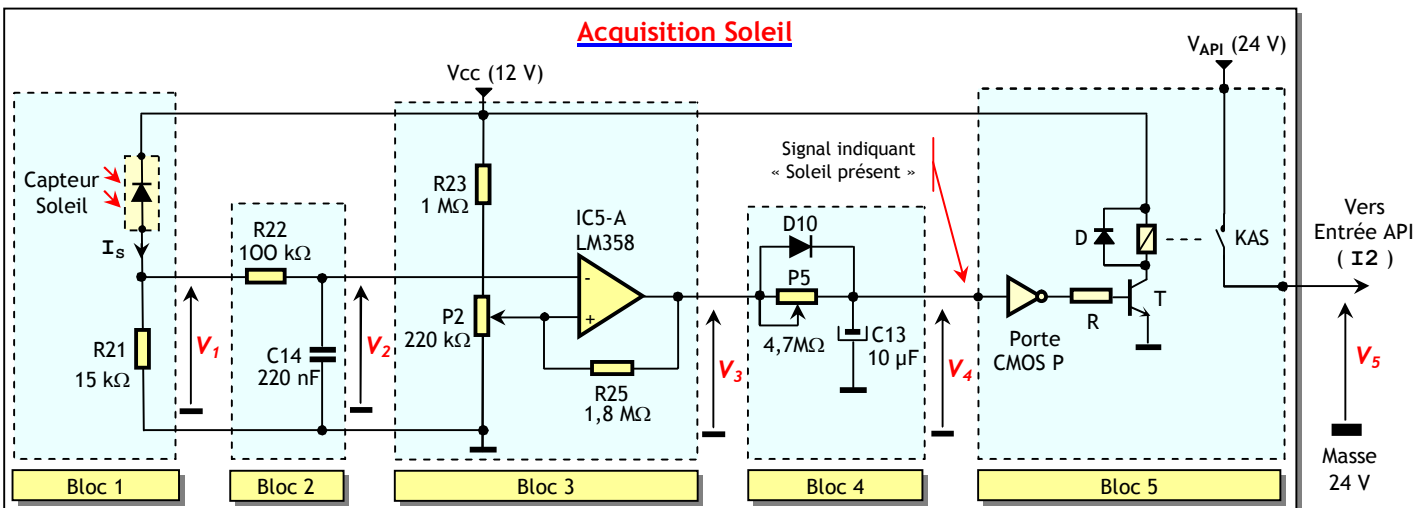 Acquisition Soleil
Vcc (12 V)
VAPI (24 V)
Capteur
Soleil
Is
R21
15 kΩ
V1
R22
100 kΩ
C14
220 nF
V2
R23
1 MΩ
P2
220 kΩ
IC5-A
LM358
-
+
R25
1,8 MΩ
V3
Signal indiquant
« Soleil présent »
D10
P5
4,7MΩ
C13
10 µF
V4
Porte
CMOS P
R
T
D
KAS
Vers
Entrée API
( I2 )
V5
Masse
24 V
Bloc 1
Bloc 2
Bloc 3
Bloc 4
Bloc 5